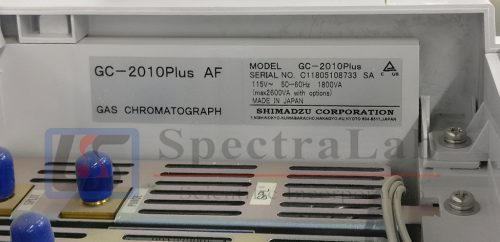 GC-2010Plus AF
GAS CHROMATOGRAPH
MODEL GC-2010Plus
SERIAL NO. C11805108733 SA
115V~ 50-60Hz 1800VA
(max2600VA with options)
MADE IN JAPAN
SHIMADZU CORPORATION
SpectraLa